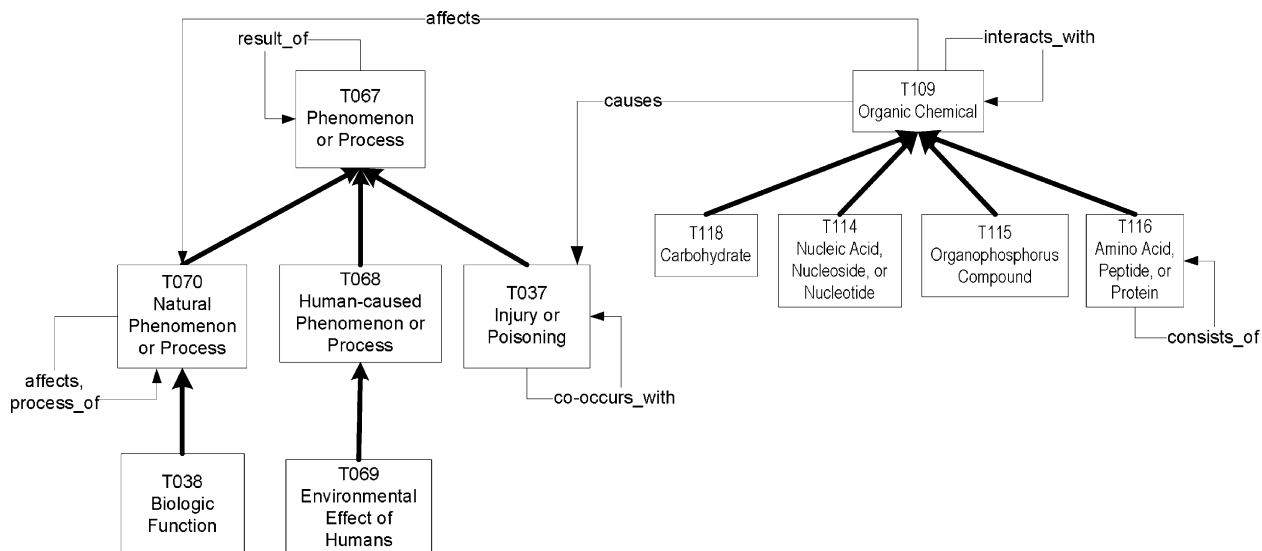 affects
result_of
interacts_with
T067
Phenomenon
or Process
causes
T109
Organic Chemical
T118
Carbohydrate
T114
Nucleic Acid,
Nucleoside, or
Nucleotide
T115
Organophosphorus
Compound
T116
Amino Acid,
Peptide, or
Protein
consists_of
T070
Natural
Phenomenon
or Process
T068
Human-caused
Phenomenon or
Process
T037
Injury or
Poisoning
affects,
process_of
co-occurs_with
T038
Biologic
Function
T069
Environmental
Effect of
Humans